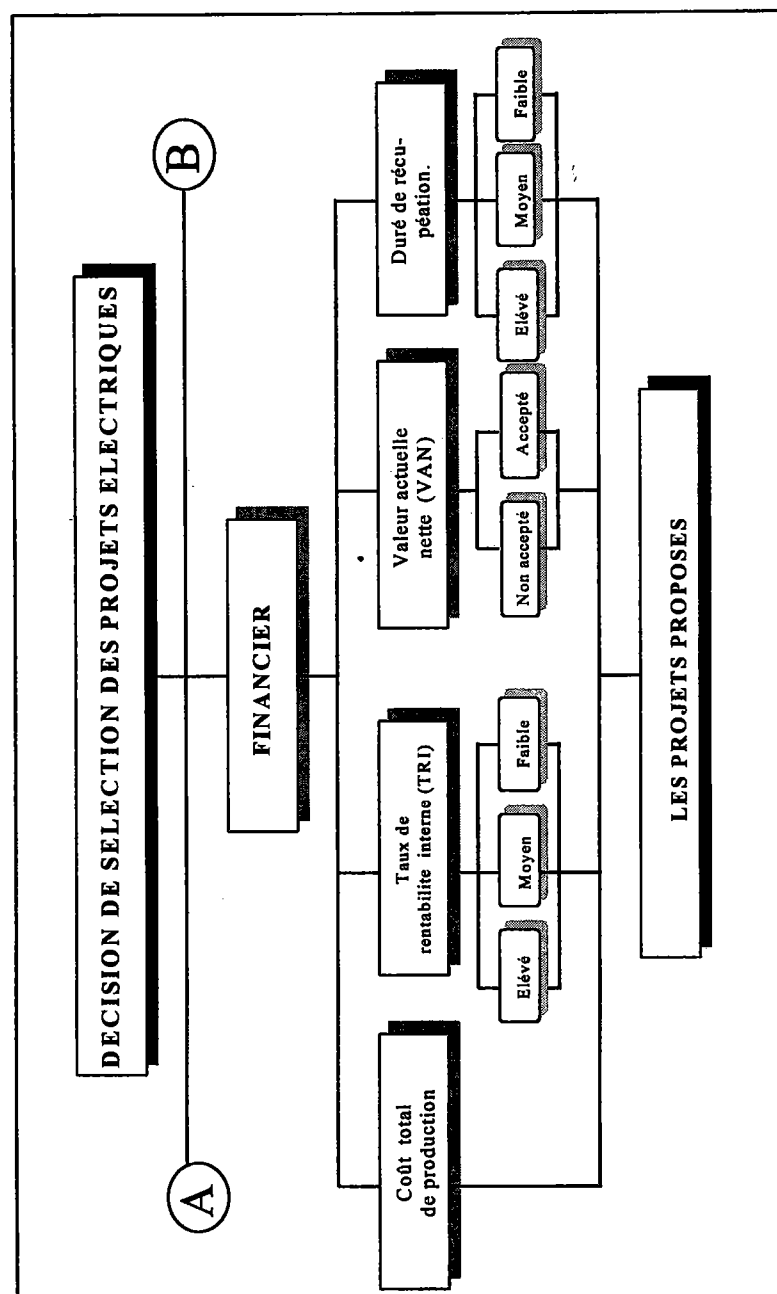 DECISION DE SELECTION DES PROJETS ELECTRIQUES
A
B
FINANCIER
Coût total
de production
Taux de
rentabilite interne (TRI)
Valeur actuelle
nette (VAN)
Duré de récu-
péation.
Elévé
Moyen
Faible
Non accepté
Accepté
Elévé
Moyen
Faible
LES PROJETS PROPOSES